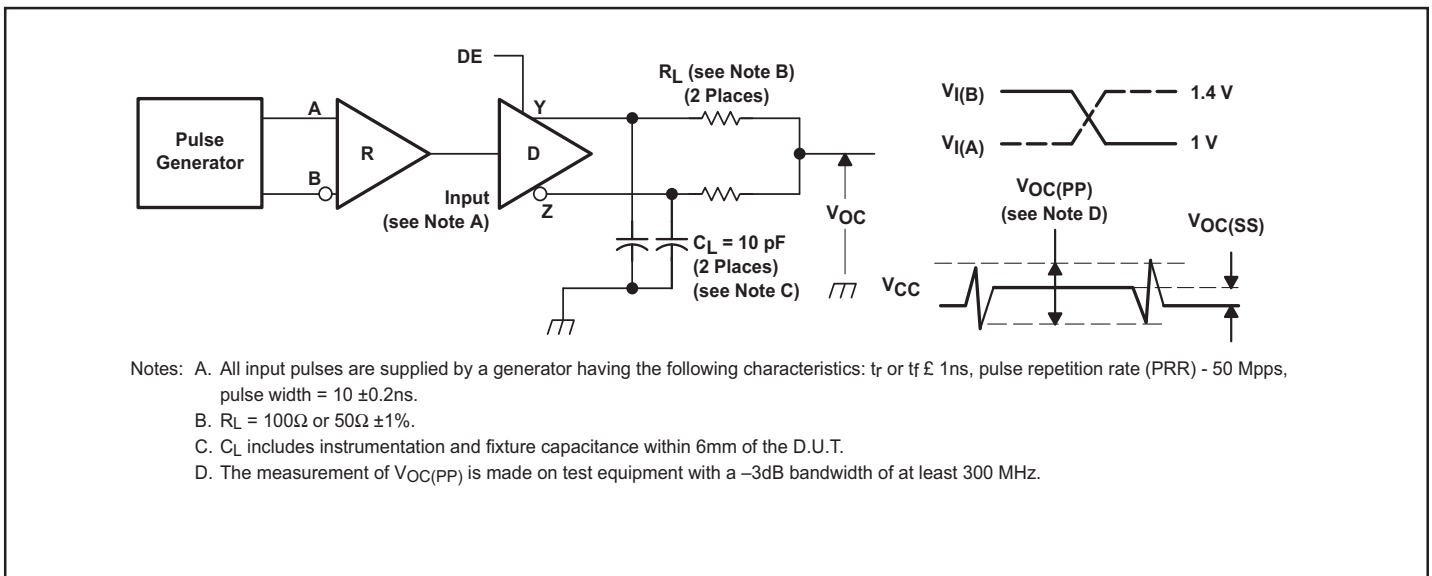 DE
RL (see Note B)
(2 Places)
Pulse
Generator
A
B
R
Y
D
Z
Input
(see Note A)
CL = 10 pF
(2 Places)
(see Note C)
VOC
VI(B)
VI(A)
1.4 V
1 V
VOC(PP)
(see Note D)
VOC(SS)
VCC
Notes: A. All input pulses are supplied by a generator having the following characteristics: tr or tf £ 1ns, pulse repetition rate (PRR) - 50 Mpps,
pulse width = 10 ±0.2ns.
B. RL = 100Ω or 50Ω ±1%.
C. CL includes instrumentation and fixture capacitance within 6mm of the D.U.T.
D. The measurement of VOC(PP) is made on test equipment with a –3dB bandwidth of at least 300 MHz.